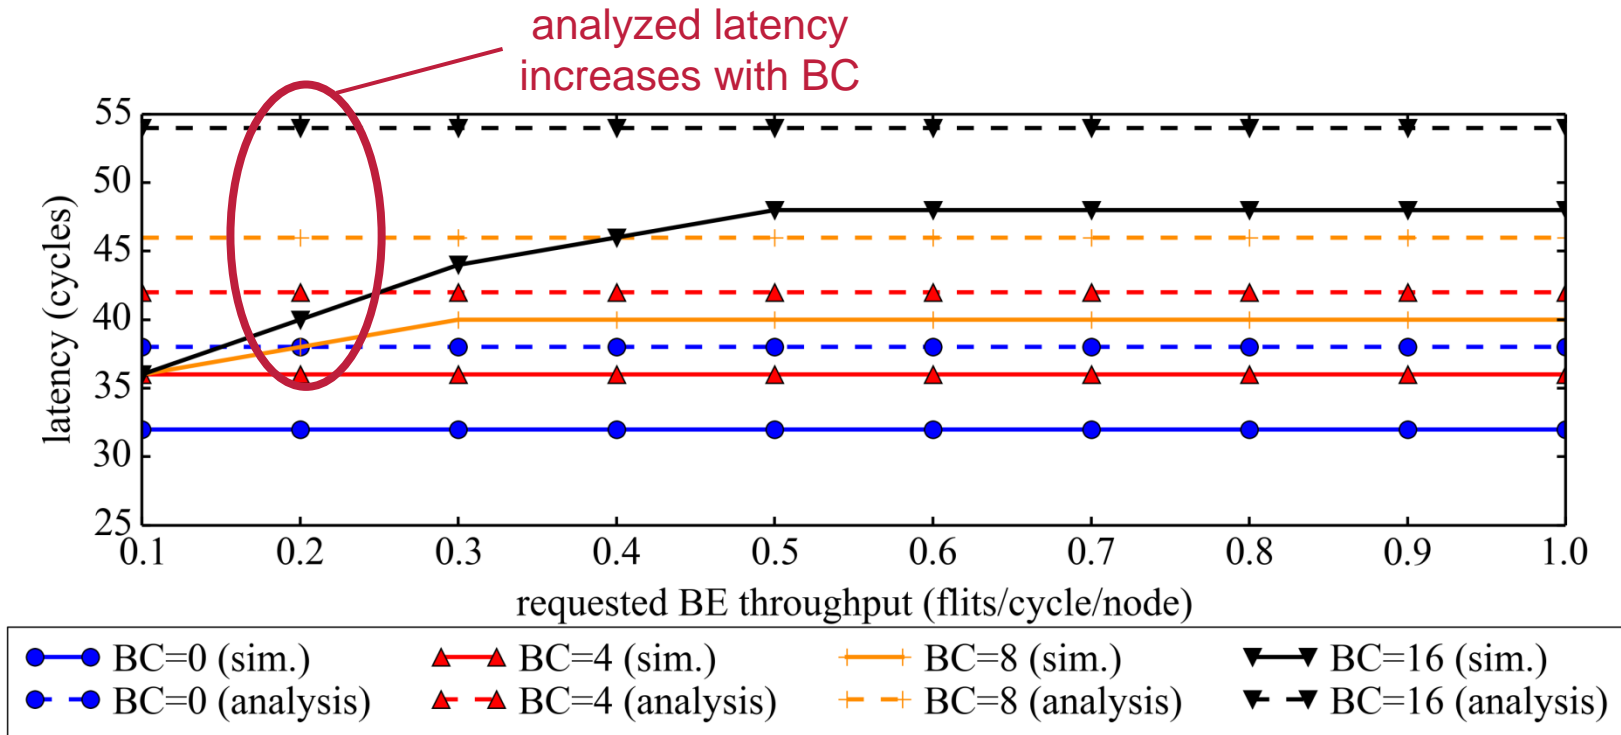 analyzed latency
increases with BC
55
50
45
40
35
30
25
latency (cycles)
0.1 0.2 0.3 0.4 0.5 0.6 0.7 0.8 0.9 1.0
requested BE throughput (flits/cycle/node)
BC=0 (sim.) BC=4 (sim.) BC=8 (sim.) BC=16 (sim.)
BC=0 (analysis) BC=4 (analysis) BC=8 (analysis) BC=16 (analysis)